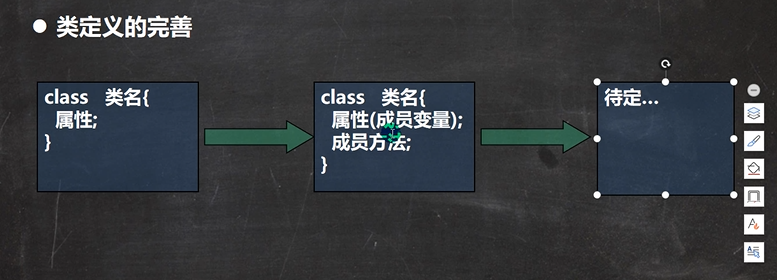 ● 类定义的完善
class 类名{
属性;
}
class 类名{
属性(成员变量);
成员方法;
}
待定...